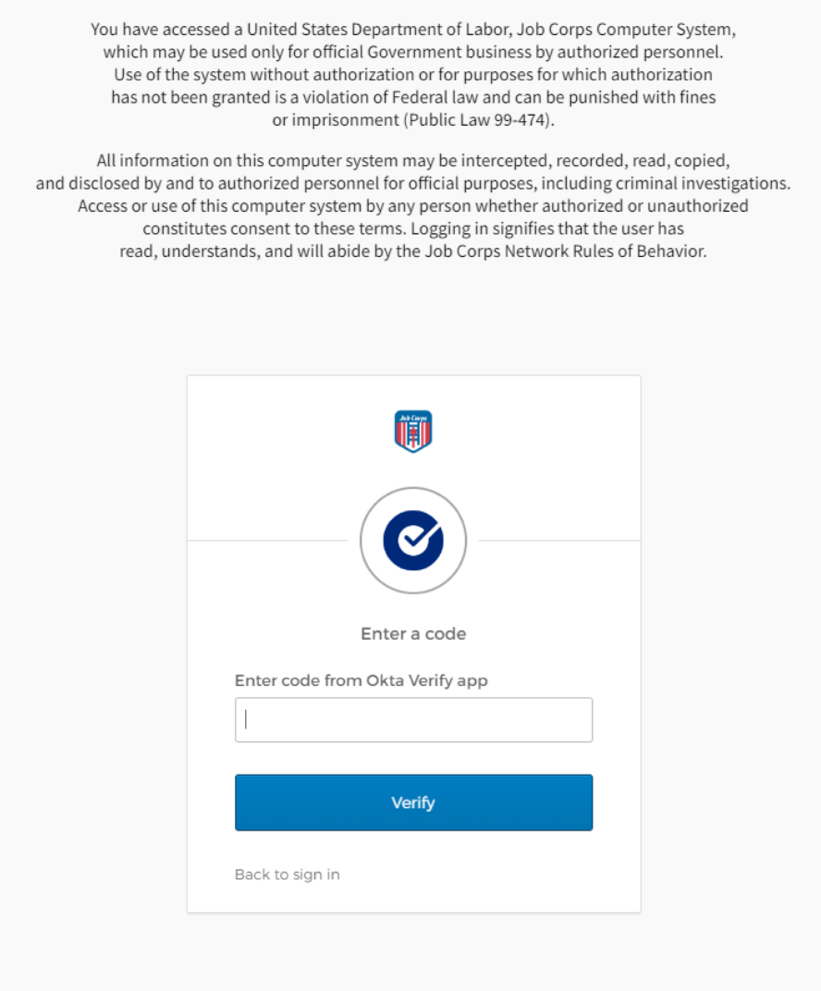 You have accessed a United States Department of Labor, Job Corps Computer System,
which may be used only for official Government business by authorized personnel.
Use of the system without authorization or for purposes for which authorization
has not been granted is a violation of Federal law and can be punished with fines
or imprisonment (Public Law 99-474).
All information on this computer system may be intercepted, recorded, read, copied,
and disclosed by and to authorized personnel for official purposes, including criminal investigations.
Access or use of this computer system by any person whether authorized or unauthorized
constitutes consent to these terms. Logging in signifies that the user has
read, understands, and will abide by the Job Corps Network Rules of Behavior.
Job Corps
Enter a code
Enter code from Okta Verify app
Verify
Back to sign in